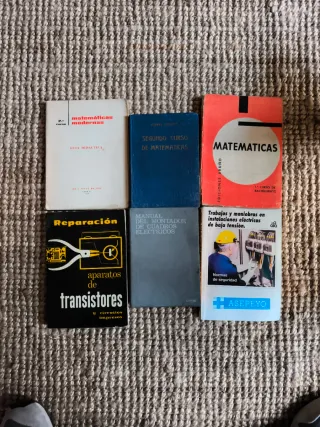 matemáticas
modernas
SEGUNDO CURSO
DE MATEMATICAS
MATEMATICAS
Reparación
aparatos
de
transistores
y circuitos
impresos
MANUAL
DEL MONTADOR
DE CUADROS
ELECTRICOS
Trabajos y maniobras en
instalaciones eléctricas
de baja tensión.
Normas
de seguridad
ASEPEYO